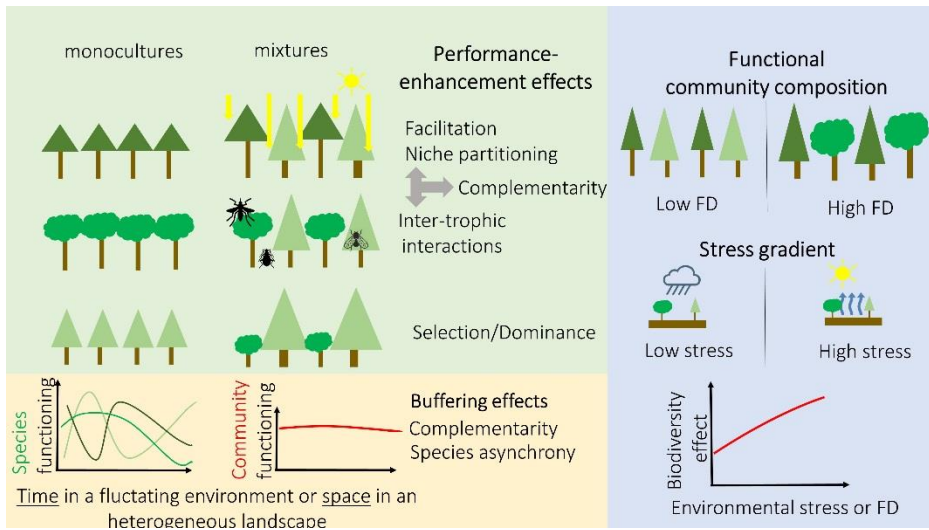 monocultures
mixtures
Performance-
enhancement effects
Facilitation
Niche partitioning
Complementarity
Inter-trophic
interactions
Selection/Dominance
Species
functioning
Community
functioning
Buffering effects
Complementarity
Species asynchrony
Time in a fluctating environment or space in an
heterogeneous landscape
Functional
community composition
Low FD
High FD
Stress gradient
Low stress
High stress
Biodiversity
effect
Environmental stress or FD